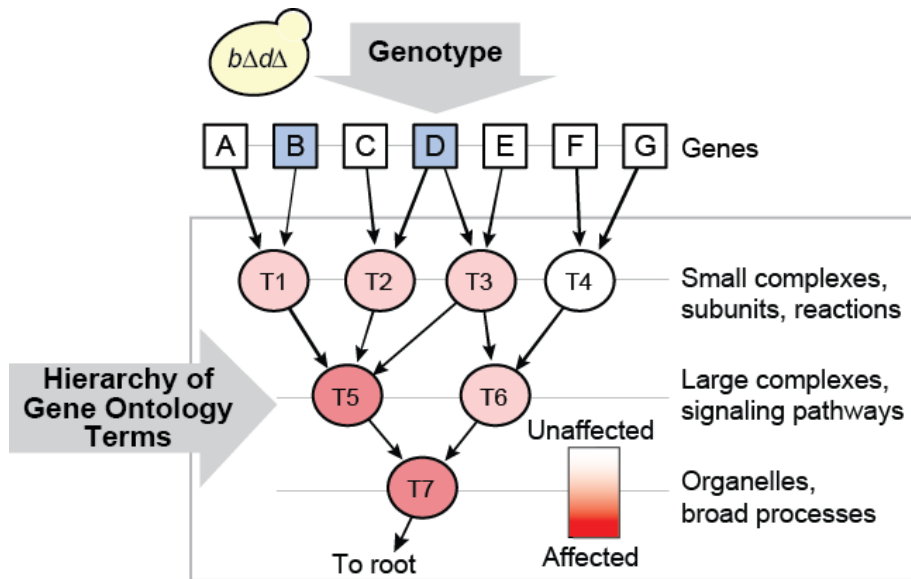 bΔdΔ
Genotype
A B C D E F G Genes
T1 T2 T3 T4
Small complexes,
subunits, reactions
Hierarchy of
Gene Ontology
Terms
T5 T6
Large complexes,
signaling pathways
Unaffected
T7
Organelles,
broad processes
Affected
To root